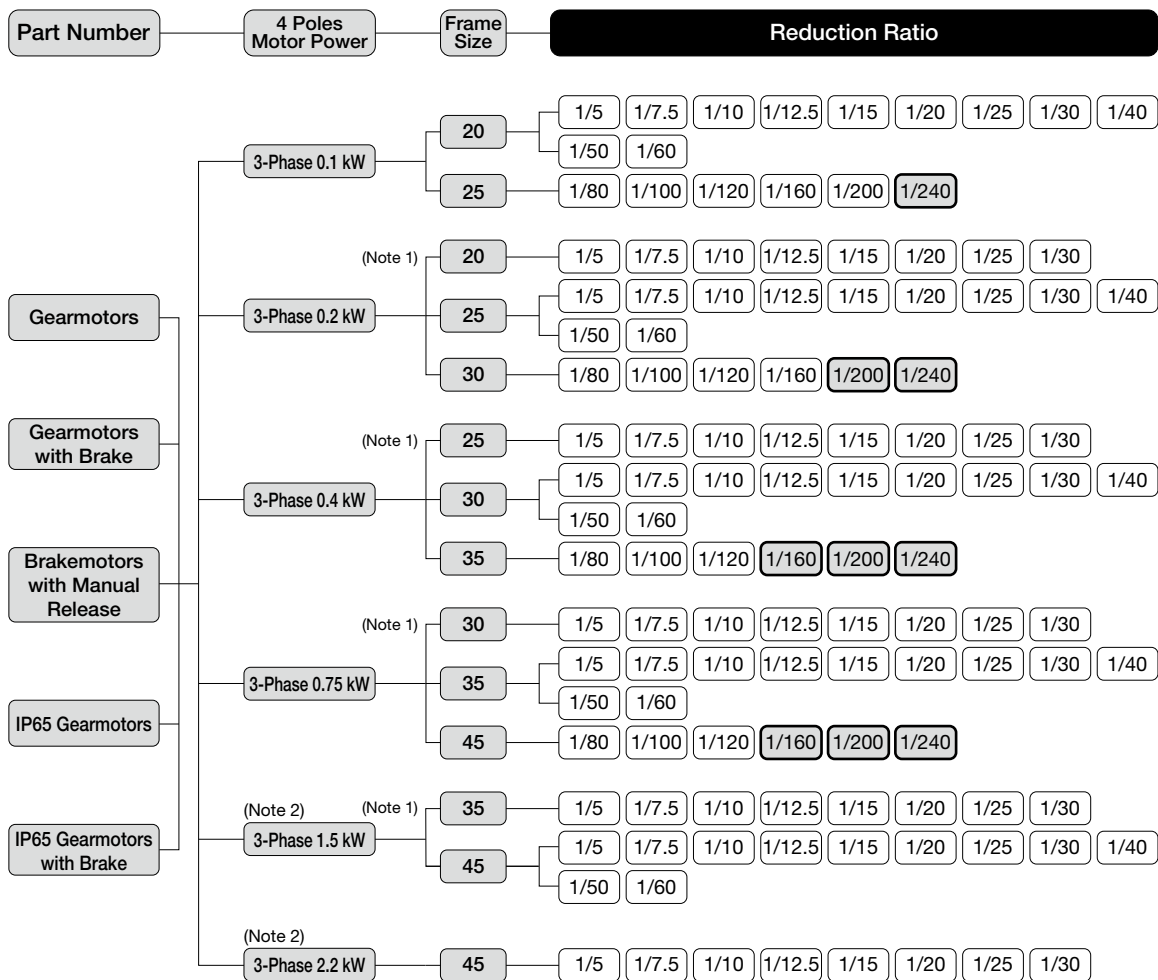 Part Number
4 Poles
Motor Power
Frame
Size
Reduction Ratio
20 1/5 1/7.5 1/10 1/12.5 1/15 1/20 1/25 1/30 1/40
1/50 1/60
3-Phase 0.1 kW
25 1/80 1/100 1/120 1/160 1/200 1/240
(Note 1) 20 1/5 1/7.5 1/10 1/12.5 1/15 1/20 1/25 1/30
Gearmotors
3-Phase 0.2 kW
25 1/5 1/7.5 1/10 1/12.5 1/15 1/20 1/25 1/30 1/40
1/50 1/60
30 1/80 1/100 1/120 1/160 1/200 1/240
Gearmotors
with Brake
(Note 1) 25 1/5 1/7.5 1/10 1/12.5 1/15 1/20 1/25 1/30
3-Phase 0.4 kW
30 1/5 1/7.5 1/10 1/12.5 1/15 1/20 1/25 1/30 1/40
1/50 1/60
35 1/80 1/100 1/120 1/160 1/200 1/240
Brakemotors
with Manual
Release
(Note 1) 30 1/5 1/7.5 1/10 1/12.5 1/15 1/20 1/25 1/30
3-Phase 0.75 kW
35 1/5 1/7.5 1/10 1/12.5 1/15 1/20 1/25 1/30 1/40
1/50 1/60
IP65 Gearmotors
45 1/80 1/100 1/120 1/160 1/200 1/240
(Note 2) (Note 1) 35 1/5 1/7.5 1/10 1/12.5 1/15 1/20 1/25 1/30
3-Phase 1.5 kW
IP65 Gearmotors
with Brake
45 1/5 1/7.5 1/10 1/12.5 1/15 1/20 1/25 1/30 1/40
1/50 1/60
(Note 2)
3-Phase 2.2 kW 45 1/5 1/7.5 1/10 1/12.5 1/15 1/20 1/25 1/30